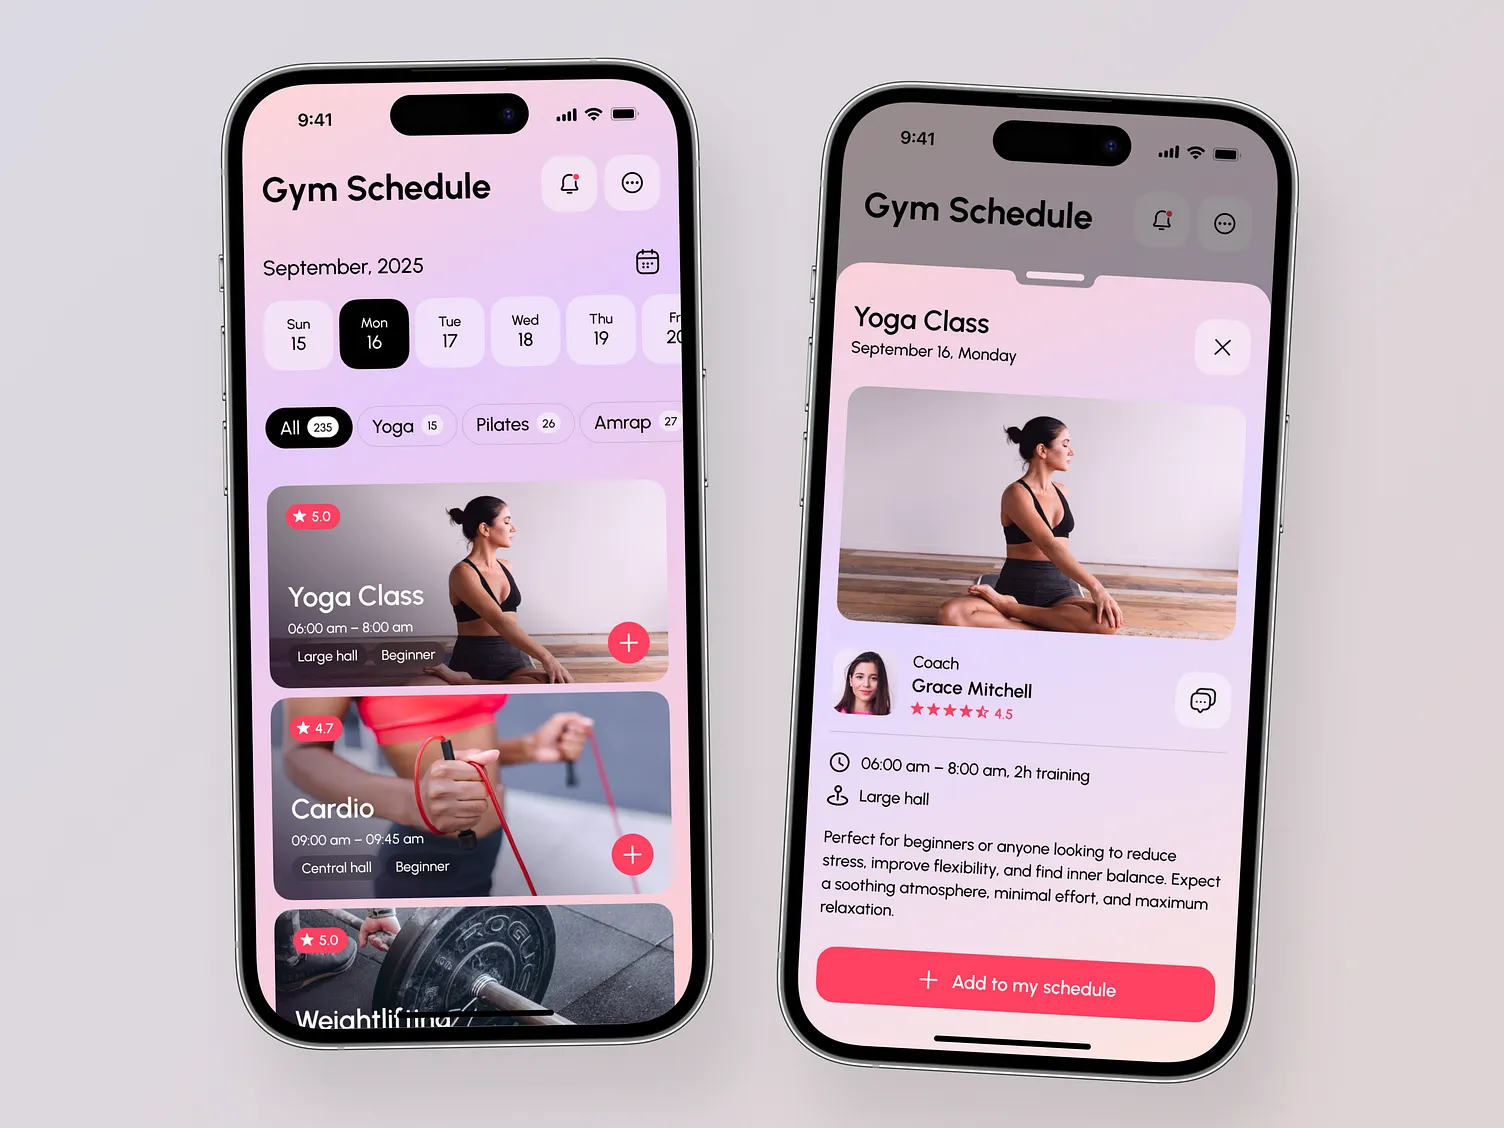 9:41
Gym Schedule
September, 2025
Sun
15
Mon
16
Tue
17
Wed
18
Thu
19
Fr
20
All 235
Yoga 15
Pilates 26
Amrap 27
5.0
Yoga Class
06:00 am – 8:00 am
Large hall
Beginner
4.7
Cardio
09:00 am – 09:45 am
Central hall
Beginner
5.0
ROGUE
Weightlifting
9:41
Gym Schedule
Yoga Class
September 16, Monday
Coach
Grace Mitchell
4.5
06:00 am – 8:00 am, 2h training
Large hall
Perfect for beginners or anyone looking to reduce
stress, improve flexibility, and find inner balance. Expect
a soothing atmosphere, minimal effort, and maximum
relaxation.
Add to my schedule